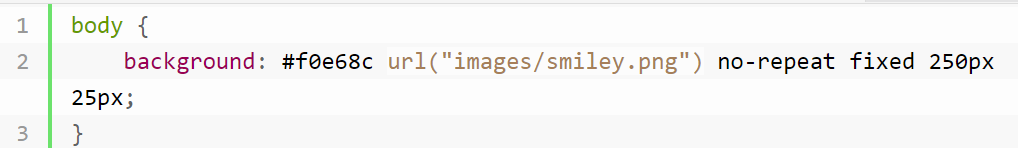 1 body {
2     background: #f0e68c url("images/smiley.png") no-repeat fixed 250px
25px;
3 }